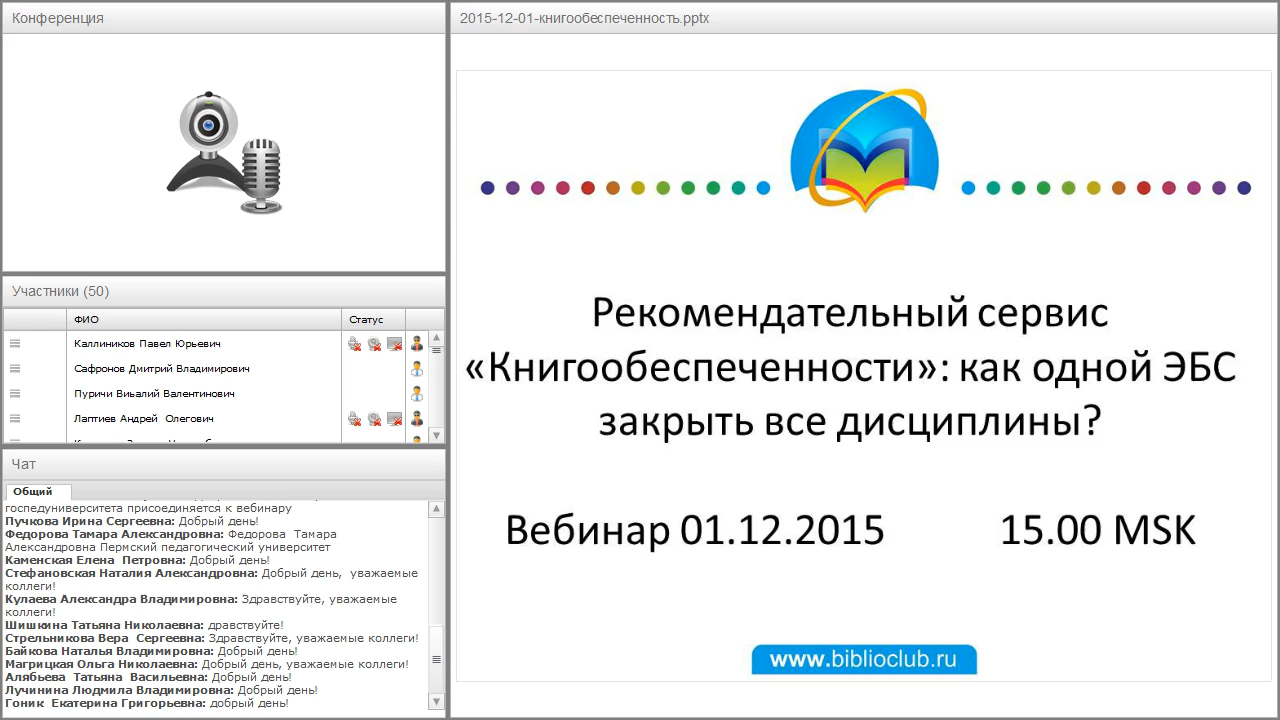 Конференция
Участники (50)
ФИО Статус
Каллиников Павел Юрьевич
Сафронов Дмитрий Владимирович
Пуричи Виьалий Валентинович
Лаптиев Андрей Олегович
Чат
Общий
госпедуниверситета присоединяется к вебинару
Пучкова Ирина Сергеевна: Добрый день!
Федорова Тамара Александровна: Федорова Тамара
Александровна Пермский педагогический университет
Каменская Елена Петровна: Добрый день!
Стефановская Наталия Александровна: Добрый день, уважаемые
коллеги!
Кулаева Александра Владимировна: Здравствуйте, уважаемые
коллеги!
Шишкина Татьяна Николаевна: дравствуйте!
Стрельникова Вера Сергеевна: Здравствуйте, уважаемые коллеги!
Байкова Наталья Владимировна: Добрый день!
Магрицкая Ольга Николаевна: Добрый день, уважаемые коллеги!
Алябьева Татьяна Васильевна: Добрый день!
Лучинина Людмила Владимировна: Добрый день!
Гоник Екатерина Григорьевна: добрый день!
2015-12-01-книгообеспеченность.pptx
Рекомендательный сервис
«Книгообеспеченности»: как одной ЭБС
закрыть все дисциплины?
Вебинар 01.12.2015 15.00 MSK
www.biblioclub.ru